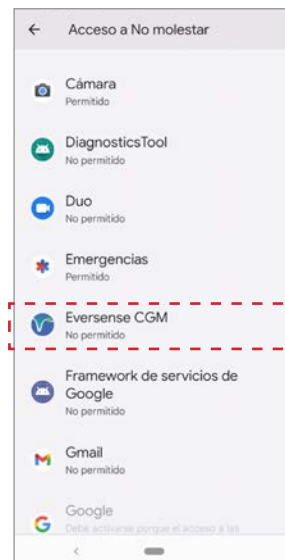 Acceso a No molestar
Cámara
Permitido
DiagnosticsTool
No permitido
Duo
No permitido
Emergencias
Permitido
Eversense CGM
No permitido
Framework de servicios de
Google
No permitido
Gmail
No permitido
Google
Debe activarse porque el acceso a las